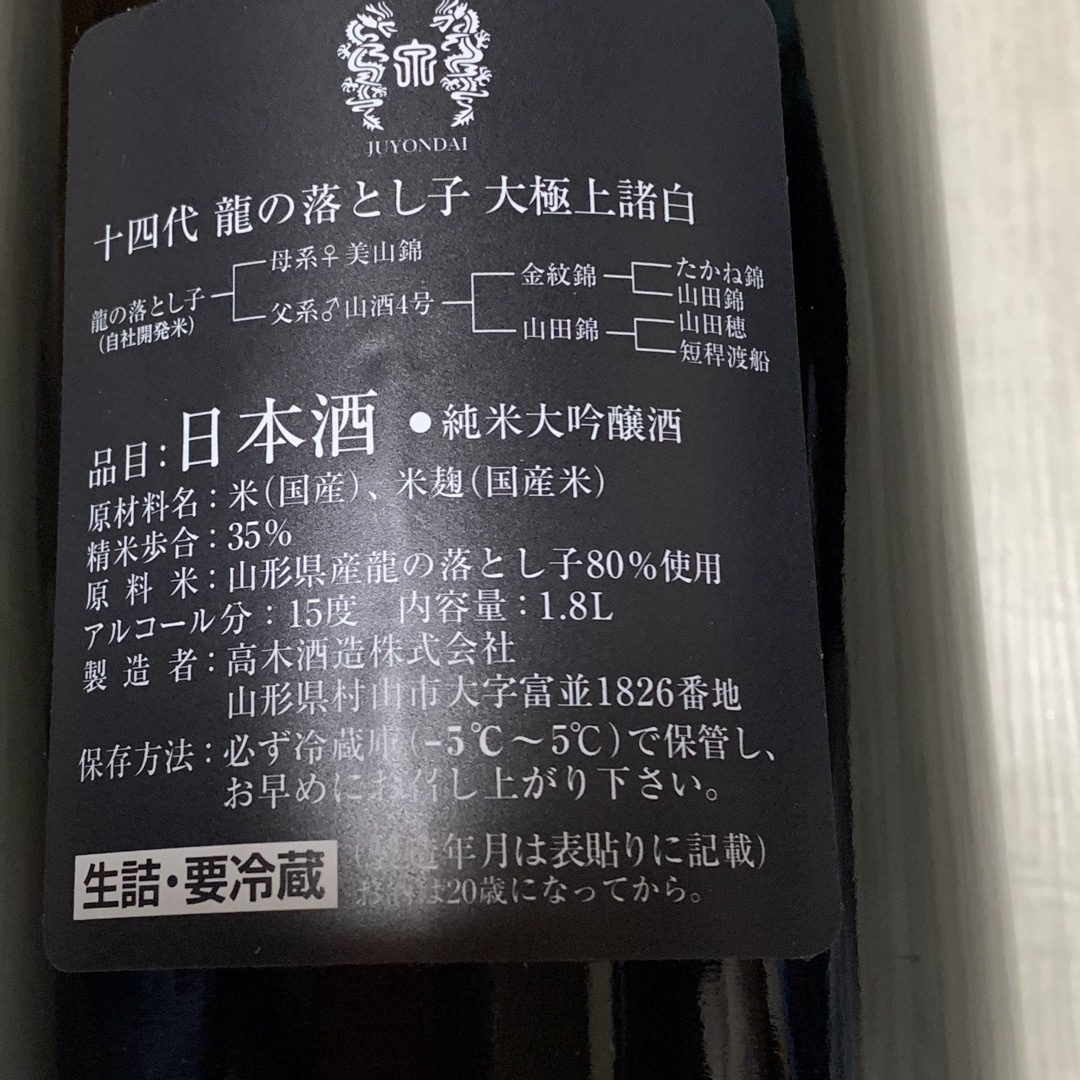 JUYONDAI
十四代 龍の落とし子 大極上諸白
龍の落とし子
(自社開発米)
母系♀美山錦
父系♂山酒4号
金紋錦
山田錦
たかね錦
山田錦
山田穂
短稈渡船
品目：日本酒 ●純米大吟醸酒
原材料名：米(国産)、米麹(国産米)
精米歩合：35%
原料米：山形県産龍の落とし子80%使用
アルコール分：15度 内容量：1.8L
製造者：高木酒造株式会社
山形県村山市大字富並1826番地
保存方法：必ず冷蔵庫(-5℃～5℃)で保管し、
お早めにお召し上がり下さい。
生詰・要冷蔵
年月は表貼りに記載)
は20歳になってから。